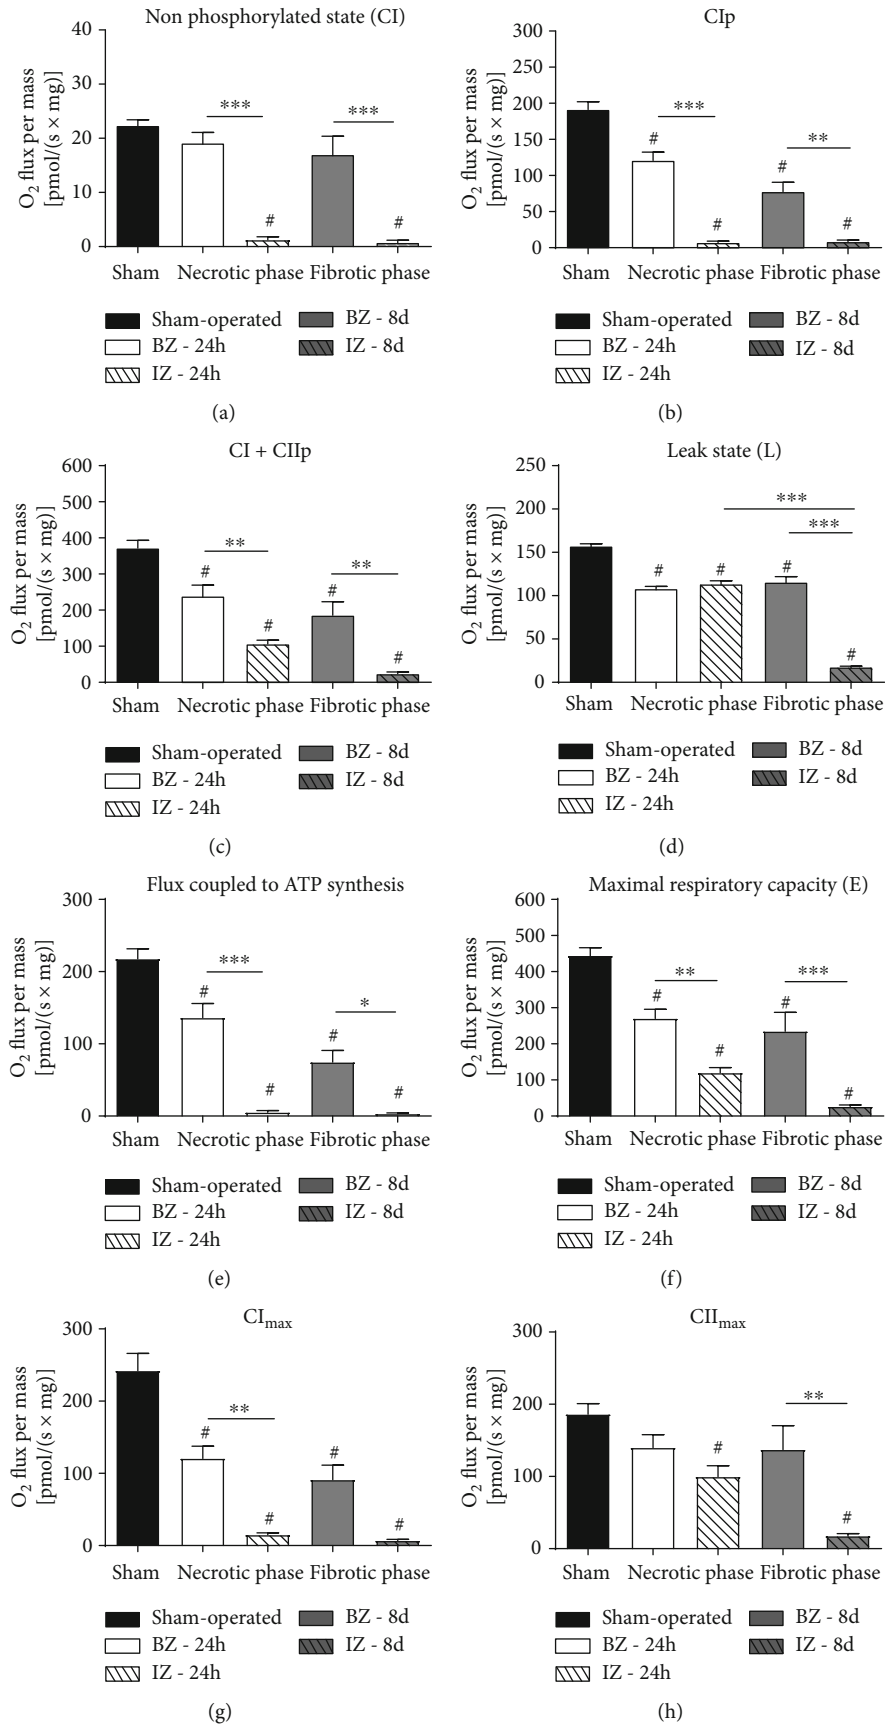 Non phosphorylated state (CI)
O2 flux per mass
[pmol/(s × mg)]
40
30
20
10
0
***
***
#
#
Sham Necrotic phase Fibrotic phase
Sham-operated BZ - 8d
BZ - 24h IZ - 8d
IZ - 24h
(a)
CIp
O2 flux per mass
[pmol/(s × mg)]
300
250
200
150
100
50
0
***
**
#
#
#
#
Sham Necrotic phase Fibrotic phase
Sham-operated BZ - 8d
BZ - 24h IZ - 8d
IZ - 24h
(b)
CI + CIIp
O2 flux per mass
[pmol/(s × mg)]
600
500
400
300
200
100
0
**
**
#
#
#
#
Sham Necrotic phase Fibrotic phase
Sham-operated BZ - 8d
BZ - 24h IZ - 8d
IZ - 24h
(c)
Leak state (L)
O2 flux per mass
[pmol/(s × mg)]
250
200
150
100
50
0
***
***
# # #
#
Sham Necrotic phase Fibrotic phase
Sham-operated BZ - 8d
BZ - 24h IZ - 8d
IZ - 24h
(d)
Flux coupled to ATP synthesis
O2 flux per mass
[pmol/(s × mg)]
300
200
100
0
***
*
#
#
#
#
Sham Necrotic phase Fibrotic phase
Sham-operated BZ - 8d
BZ - 24h IZ - 8d
IZ - 24h
(e)
Maximal respiratory capacity (E)
O2 flux per mass
[pmol/(s × mg)]
600
500
400
300
200
100
0
**
***
#
#
#
#
Sham Necrotic phase Fibrotic phase
Sham-operated BZ - 8d
BZ - 24h IZ - 8d
IZ - 24h
(f)
CImax
O2 flux per mass
[pmol/(s × mg)]
300
200
100
0
**
#
#
#
#
Sham Necrotic phase Fibrotic phase
Sham-operated BZ - 8d
BZ - 24h IZ - 8d
IZ - 24h
(g)
CIImax
O2 flux per mass
[pmol/(s × mg)]
300
200
100
0
**
#
#
Sham Necrotic phase Fibrotic phase
Sham-operated BZ - 8d
BZ - 24h IZ - 8d
IZ - 24h
(h)